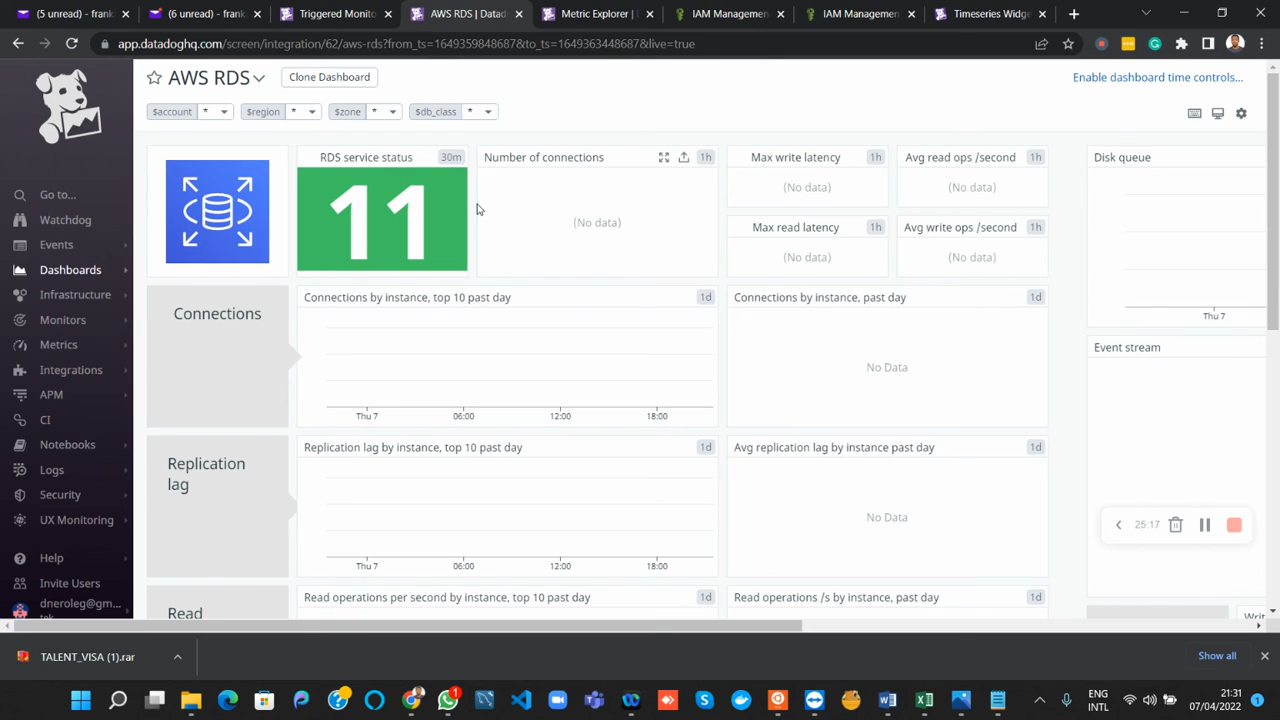 (5 unread) - frank
(6 unread) - frank
Triggered Monitor
AWS RDS | Datad
Metric Explorer | D
IAM Managemen
IAM Managemen
Timeseries Widge
app.datadoghq.com/screen/integration/62/aws-rds?from_ts=1649359848687&to_ts=1649363448687&live=true
AWS RDS
Clone Dashboard
Enable dashboard time controls...
$account *
$region *
$zone *
$db_class *
Go to...
Watchdog
Events
Dashboards
Infrastructure
Monitors
Metrics
Integrations
APM
CI
Notebooks
Logs
Security
UX Monitoring
Help
Invite Users
dneroleg@gm...
tek
RDS service status 30m
11
Number of connections 1h
(No data)
Max write latency 1h
(No data)
Avg read ops /second 1h
(No data)
Max read latency 1h
(No data)
Avg write ops /second 1h
(No data)
Disk queue
Thu 7
Event stream
Connections
Connections by instance, top 10 past day 1d
Thu 7 06:00 12:00 18:00
Connections by instance, past day 1d
No Data
Replication
lag
Replication lag by instance, top 10 past day 1d
Thu 7 06:00 12:00 18:00
Avg replication lag by instance past day 1d
No Data
25:17
Read
Read operations per second by instance, top 10 past day 1d
Read operations /s by instance, past day 1d
Writ
TALENT_VISA (1).rar
Show all
1
ENG
INTL
21:31
07/04/2022
1